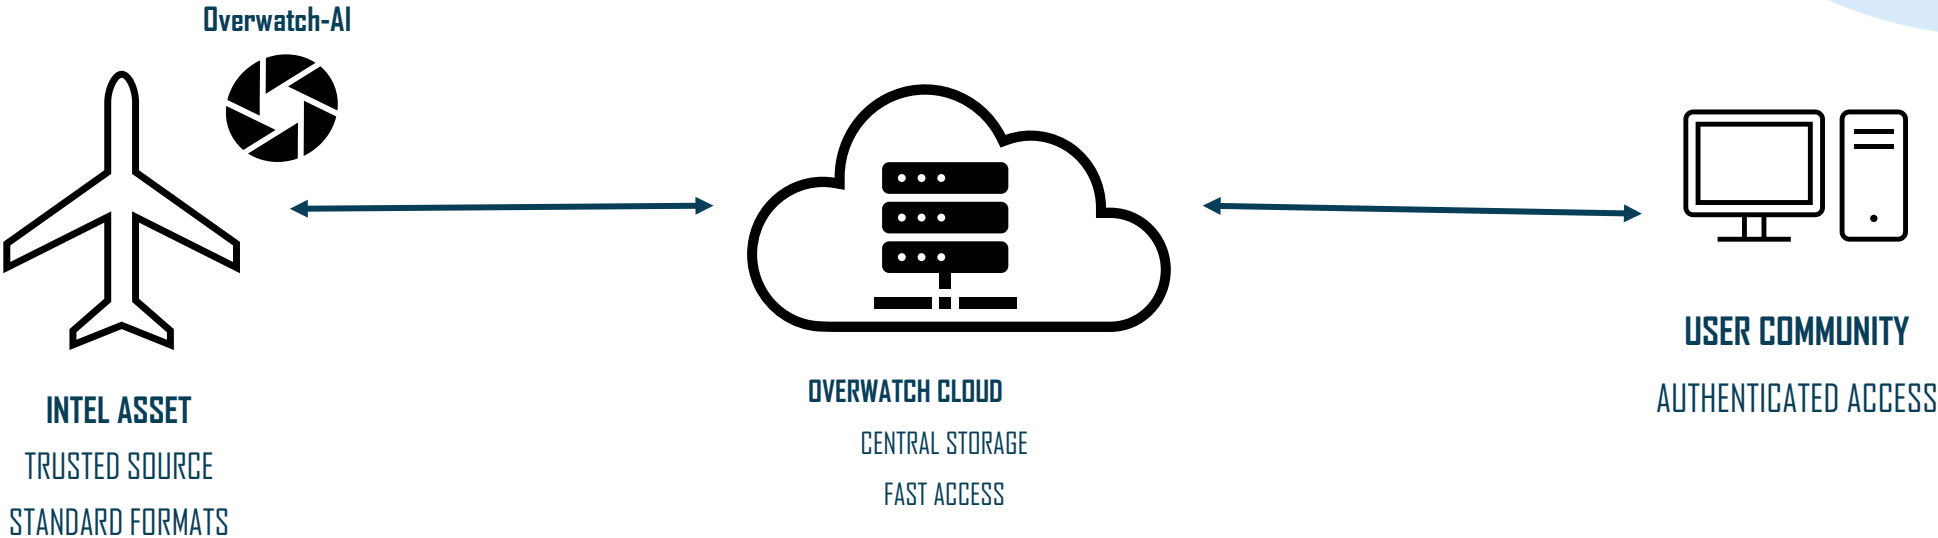 Overwatch-AI
INTEL ASSET
TRUSTED SOURCE
STANDARD FORMATS
OVERWATCH CLOUD
CENTRAL STORAGE
FAST ACCESS
USER COMMUNITY
AUTHENTICATED ACCESS